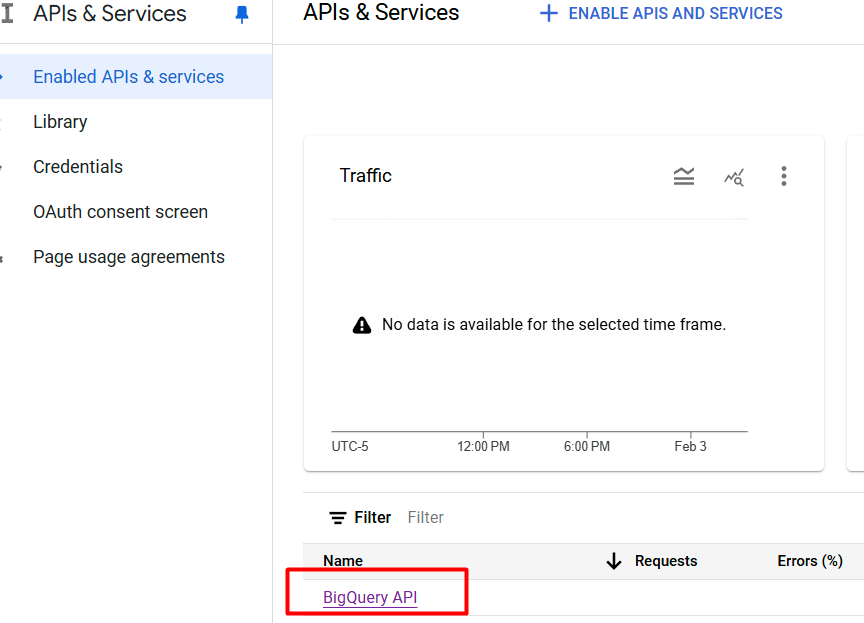 APIs & Services
Enabled APIs & services
Library
Credentials
OAuth consent screen
Page usage agreements
APIs & Services
ENABLE APIS AND SERVICES
Traffic
No data is available for the selected time frame.
UTC-5 12:00 PM 6:00 PM Feb 3
Filter Filter
Name Requests Errors (%)
BigQuery API